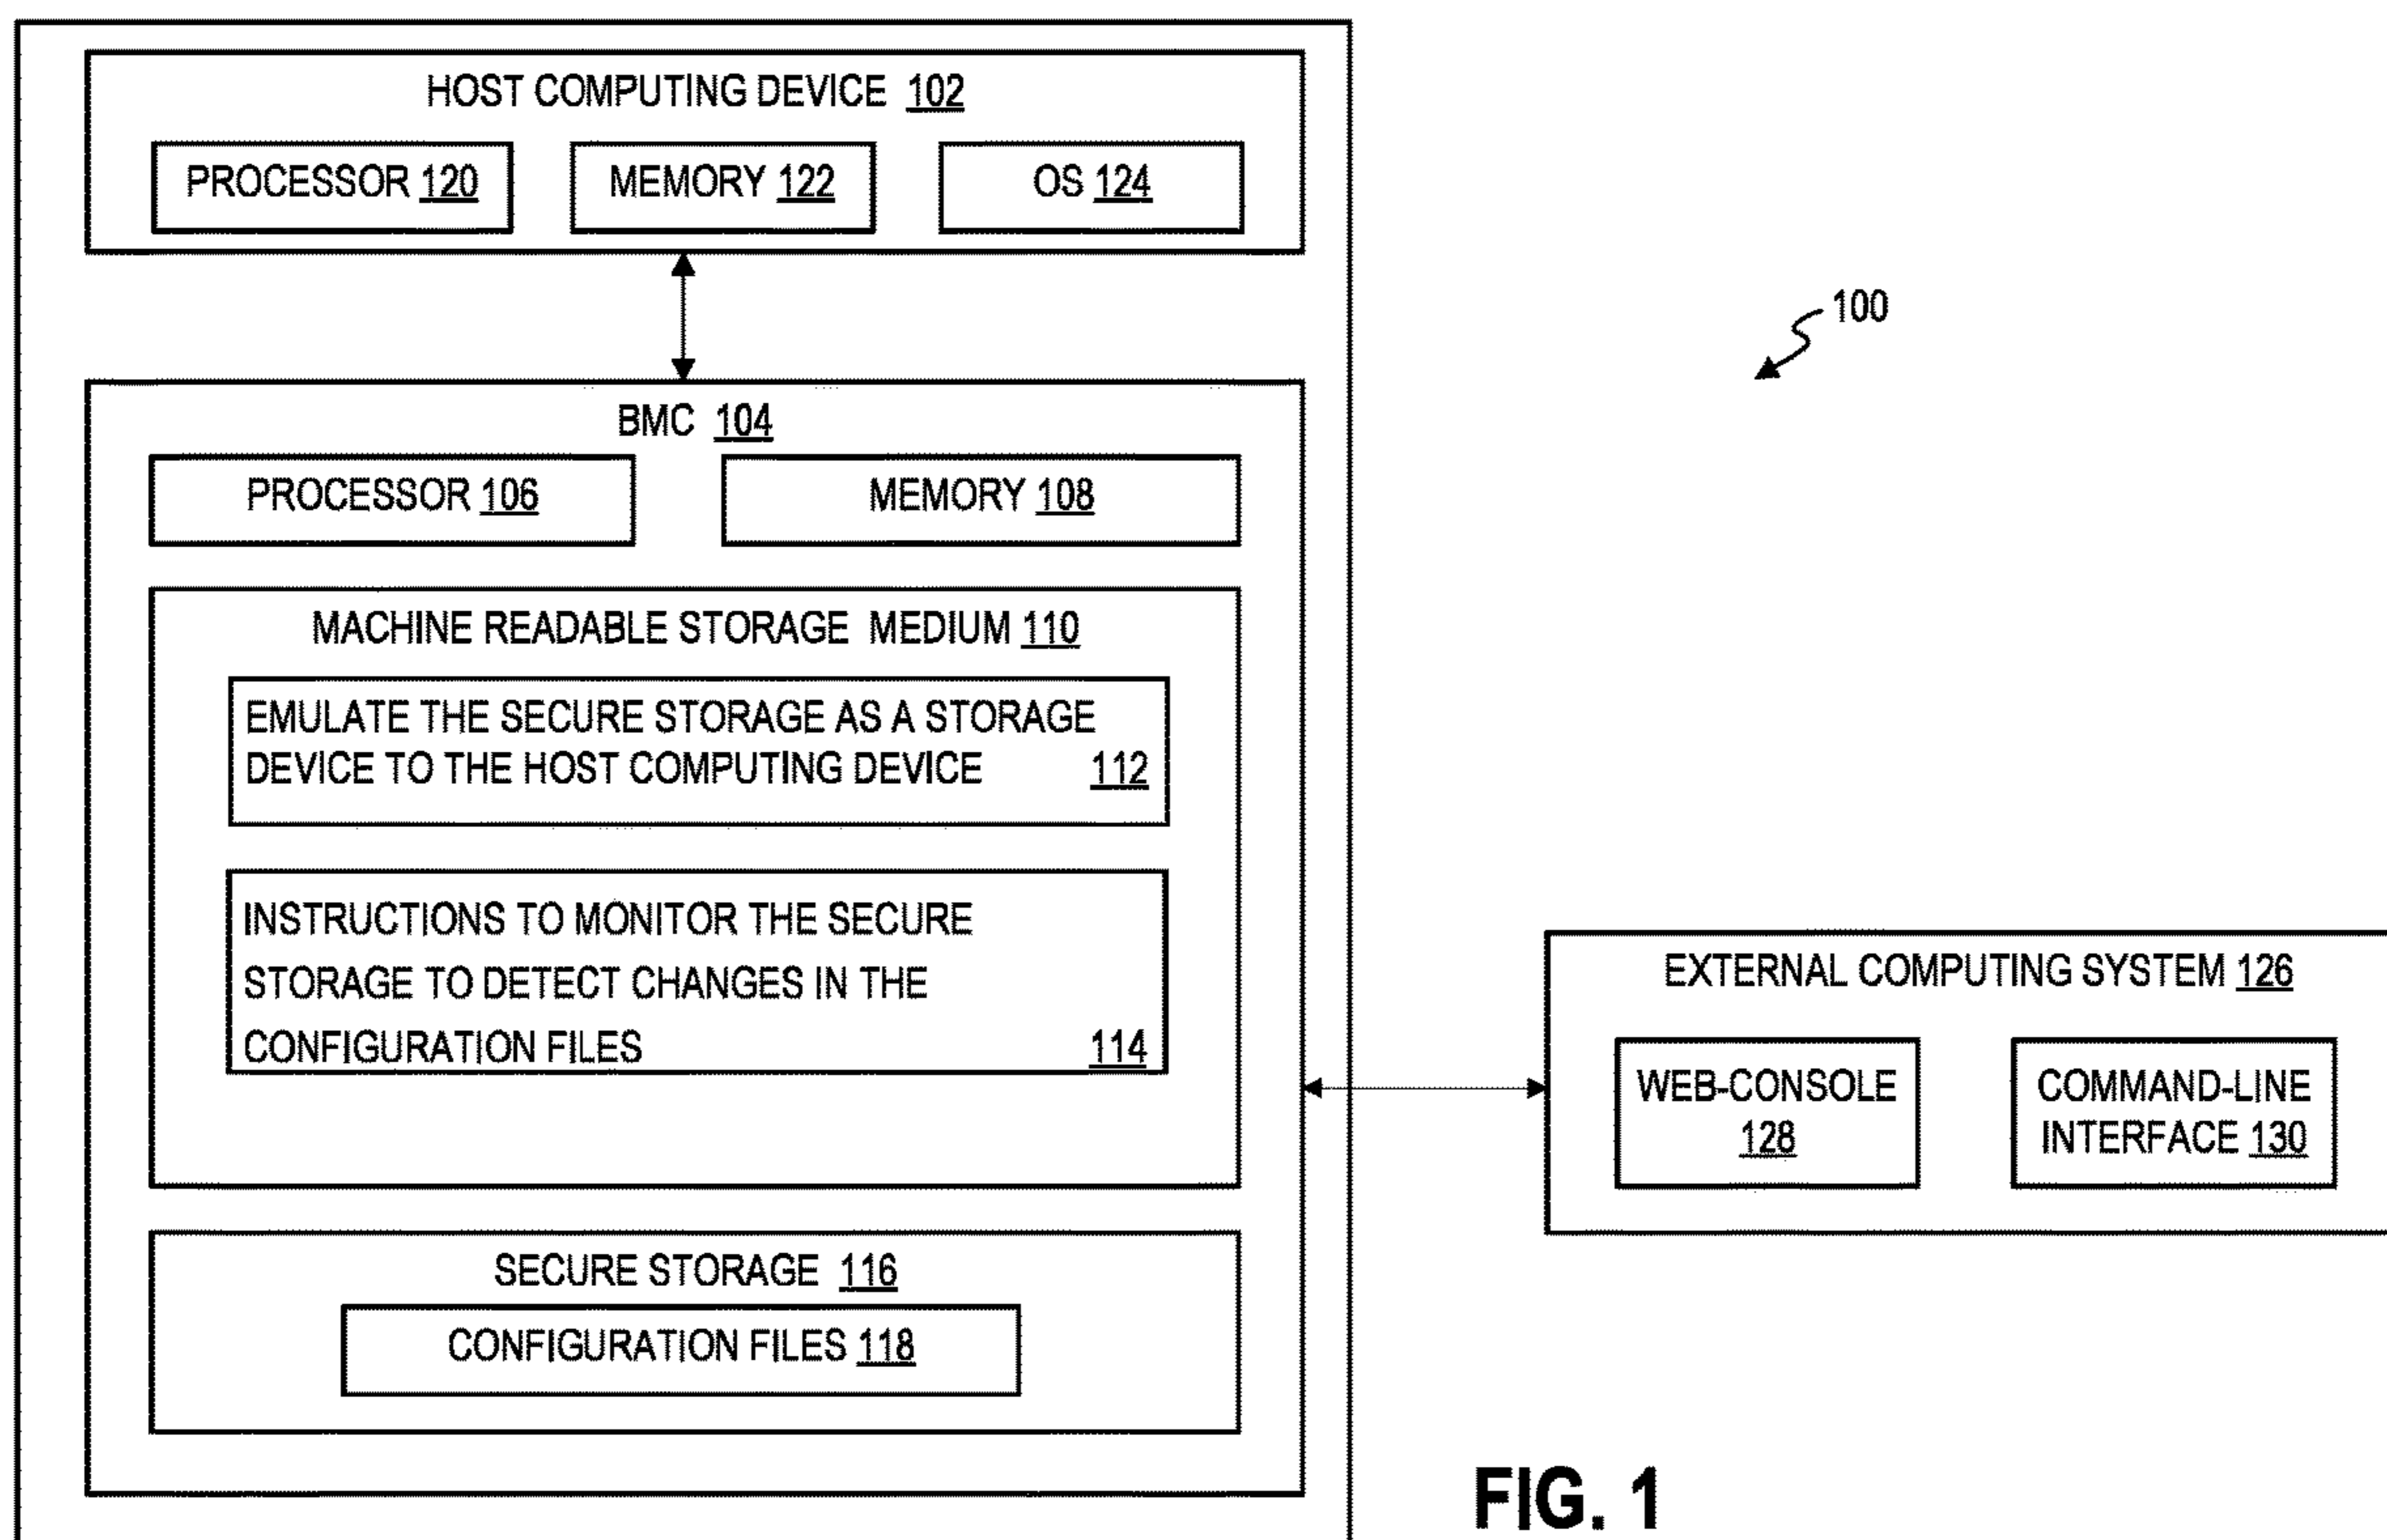 HOST COMPUTING DEVICE 102
PROCESSOR 120
MEMORY 122
OS 124
100
BMC 104
PROCESSOR 106
MEMORY 108
MACHINE READABLE STORAGE MEDIUM 110
EMULATE THE SECURE STORAGE AS A STORAGE
DEVICE TO THE HOST COMPUTING DEVICE 112
INSTRUCTIONS TO MONITOR THE SECURE
STORAGE TO DETECT CHANGES IN THE
CONFIGURATION FILES 114
EXTERNAL COMPUTING SYSTEM 126
WEB-CONSOLE
128
COMMAND-LINE
INTERFACE 130
SECURE STORAGE 116
CONFIGURATION FILES 118
FIG. 1